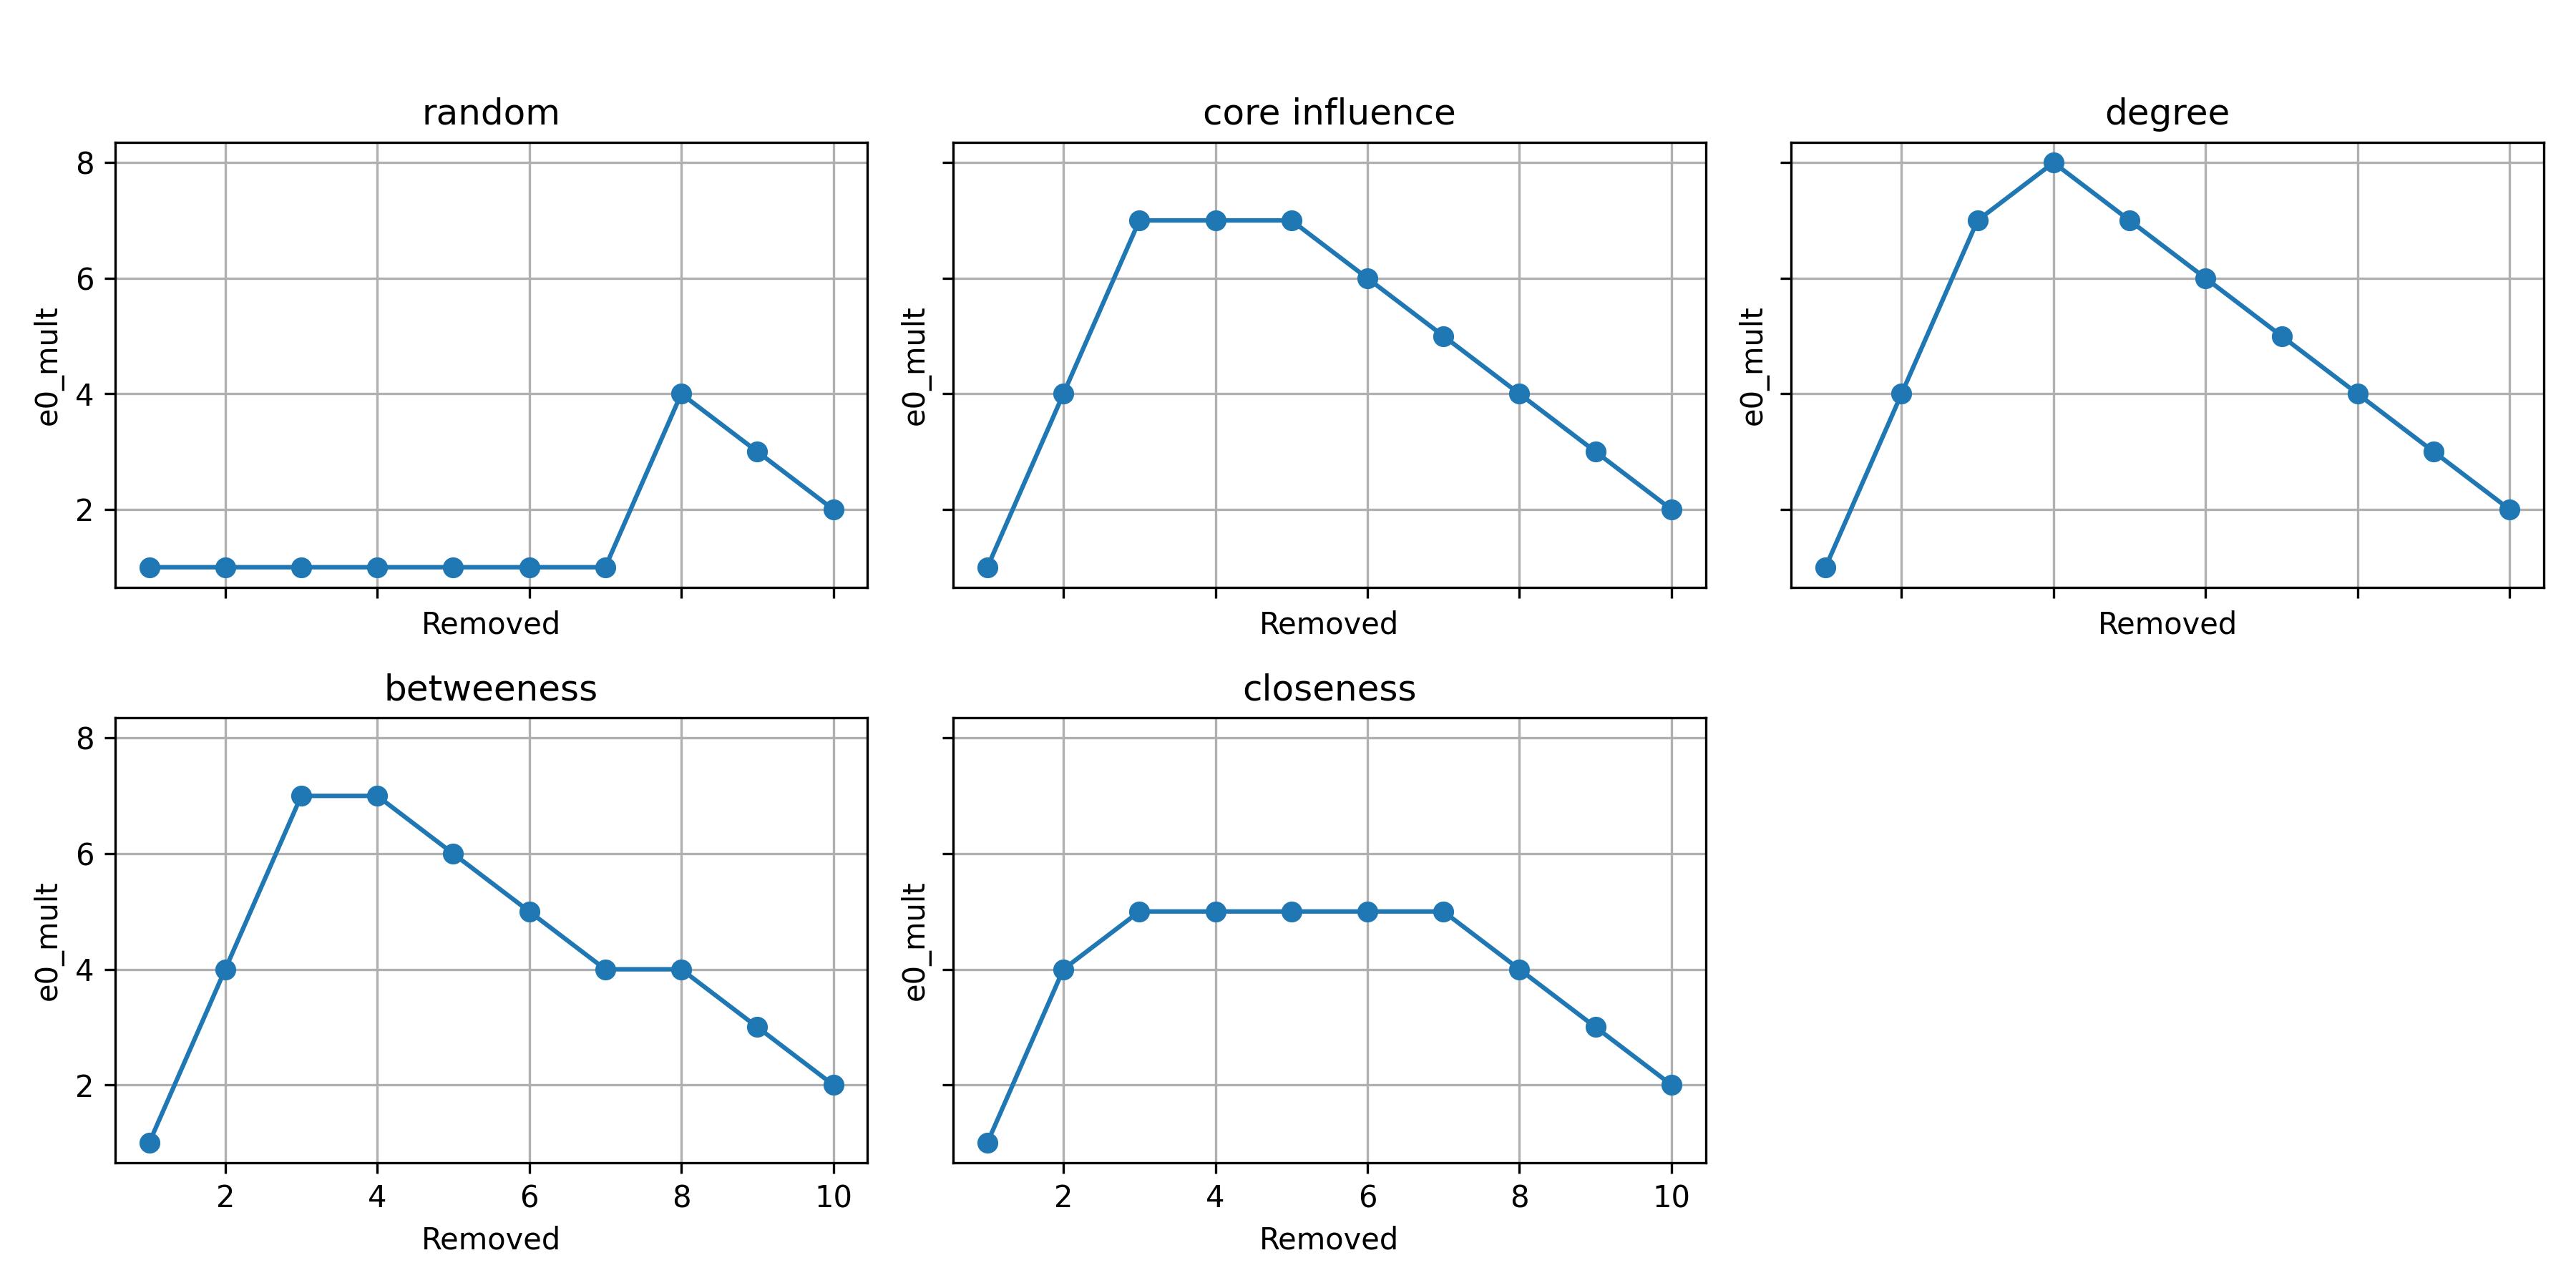 random
core influence
degree
8
6
4
2
e0_mult
e0_mult
e0_mult
Removed
Removed
Removed
betweeness
closeness
8
6
4
2
e0_mult
e0_mult
2 4 6 8 10
2 4 6 8 10
Removed
Removed